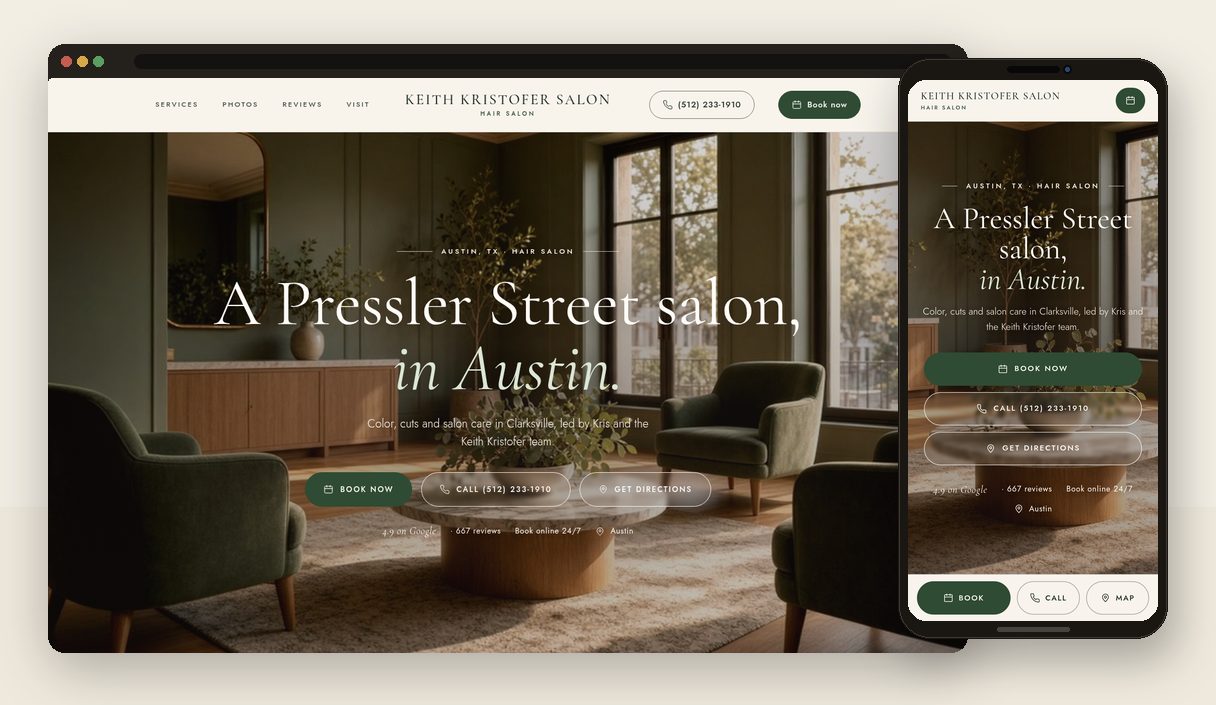 SERVICES PHOTOS REVIEWS VISIT
KEITH KRISTOFER SALON
HAIR SALON
(512) 233-1910
Book now
AUSTIN, TX · HAIR SALON
A Pressler Street salon,
in Austin.
Color, cuts and salon care in Clarksville, led by Kris and the
Keith Kristofer team.
BOOK NOW
CALL (512) 233-1910
GET DIRECTIONS
4.9 on Google · 667 reviews Book online 24/7 Austin
KEITH KRISTOFER SALON
HAIR SALON
AUSTIN, TX · HAIR SALON
A Pressler Street
salon,
in Austin.
Color, cuts and salon care in Clarksville, led by Kris and
the Keith Kristofer team.
BOOK NOW
CALL (512) 233-1910
GET DIRECTIONS
4.9 on Google · 667 reviews Book online 24/7
Austin
BOOK
CALL
MAP